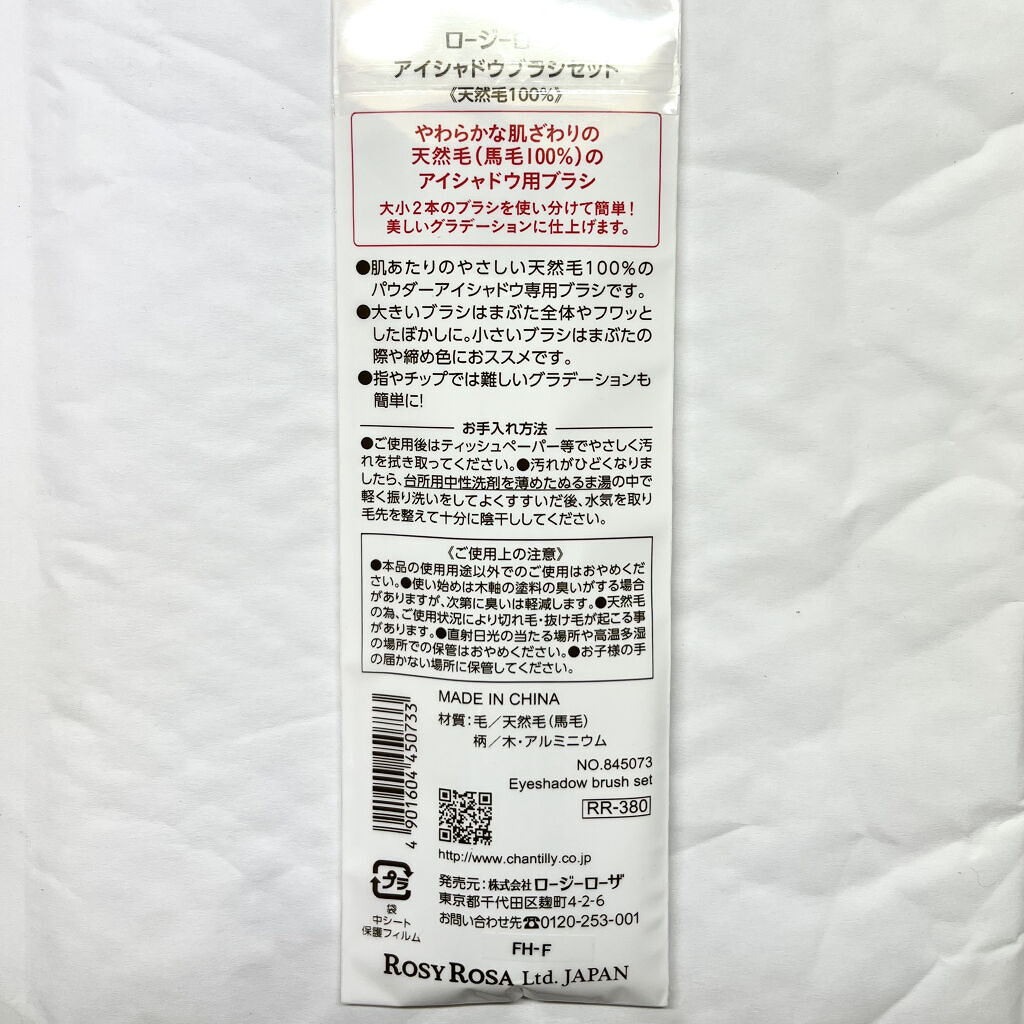 ロージー
アイシャドウブラシセット
《天然毛100%》
やわらかな肌ざわりの
天然毛(馬毛100%)の
アイシャドウ用ブラシ
大小2本のブラシを使い分けて簡単!
美しいグラデーションに仕上げます。
●肌あたりのやさしい天然毛100%の
パウダーアイシャドウ専用ブラシです。
●大きいブラシはまぶた全体やフワッと
したぼかしに。小さいブラシはまぶたの
際や締め色におススメです。
●指やチップでは難しいグラデーションも
簡単に!
お手入れ方法
●ご使用後はティッシュペーパー等でやさしく汚
れを拭き取ってください。●汚れがひどくなりま
したら、台所用中性洗剤を薄めたぬるま湯の中で
軽く振り洗いをしてよくすすいだ後、水気を取り
毛先を整えて十分に陰干ししてください。
《ご使用上の注意》
●本品の使用用途以外でのご使用はおやめくだ
さい。●使い始めは木軸の塗料の臭いがする場合
がありますが、次第に臭いは軽減します。●天然毛
の為、ご使用状況により切れ毛・抜け毛が起こる事
があります。●直射日光の当たる場所や高温多湿
の場所での保管はおやめください。●お子様の手
の届かない場所に保管してください。
MADE IN CHINA
材質:毛/天然毛(馬毛)
柄/木・アルミニウム
NO.845073
Eyeshadow brush set
RR-380
4 901604 450733
http://www.chantilly.co.jp
プラ
袋
中シート
保護フィルム
発売元:株式会社ロージーローザ
東京都千代田区麹町4-2-6
お問い合わせ先☎0120-253-001
FH-F
ROSY ROSA Ltd. JAPAN